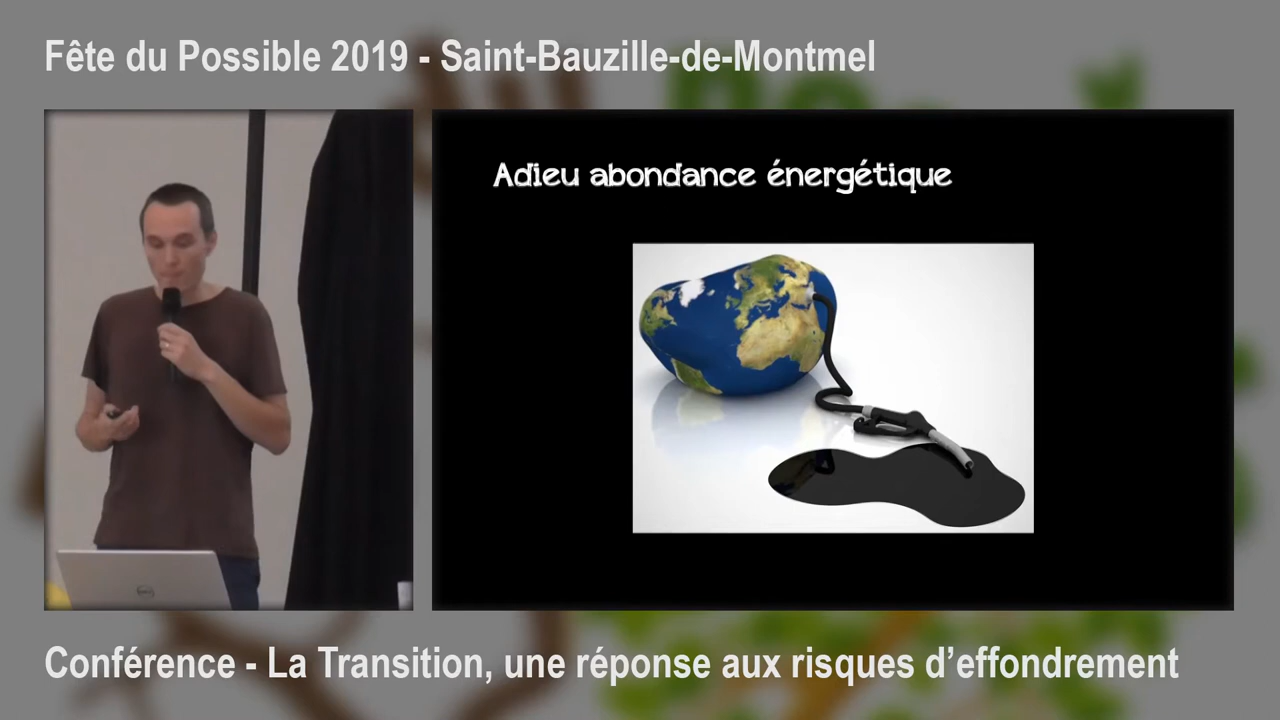 Fête du Possible 2019 - Saint-Bauzille-de-Montmel
Adieu abondance énergétique
Conférence - La Transition, une réponse aux risques d’effondrement